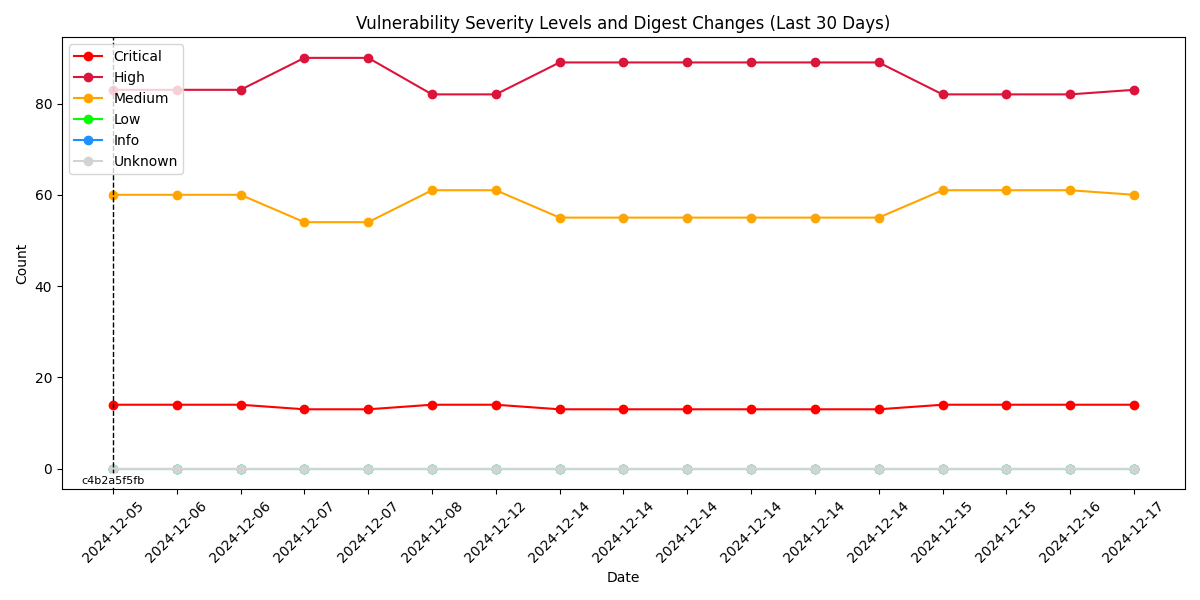 Vulnerability Severity Levels and Digest Changes (Last 30 Days)
Critical
High
Medium
Low
Info
Unknown
80
60
40
20
0
Count
c4b2a5f5fb
2024-12-05
2024-12-06
2024-12-06
2024-12-07
2024-12-07
2024-12-08
2024-12-12
2024-12-14
2024-12-14
2024-12-14
2024-12-14
2024-12-14
2024-12-14
2024-12-15
2024-12-15
2024-12-16
2024-12-17
Date